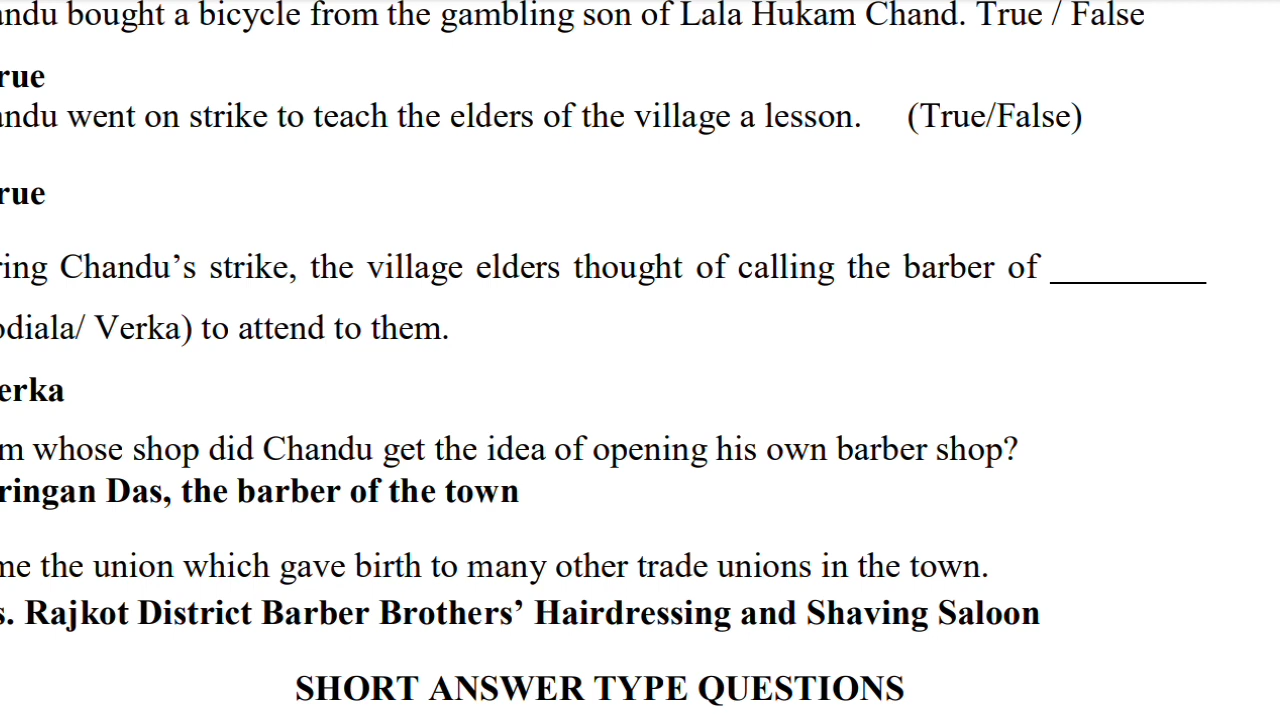 andu bought a bicycle from the gambling son of Lala Hukam Chand. True / False
rue
andu went on strike to teach the elders of the village a lesson. (True/False)
rue
ring Chandu’s strike, the village elders thought of calling the barber of _________
odiala/ Verka) to attend to them.
erka
m whose shop did Chandu get the idea of opening his own barber shop?
ringan Das, the barber of the town
me the union which gave birth to many other trade unions in the town.
s. Rajkot District Barber Brothers’ Hairdressing and Shaving Saloon
SHORT ANSWER TYPE QUESTIONS